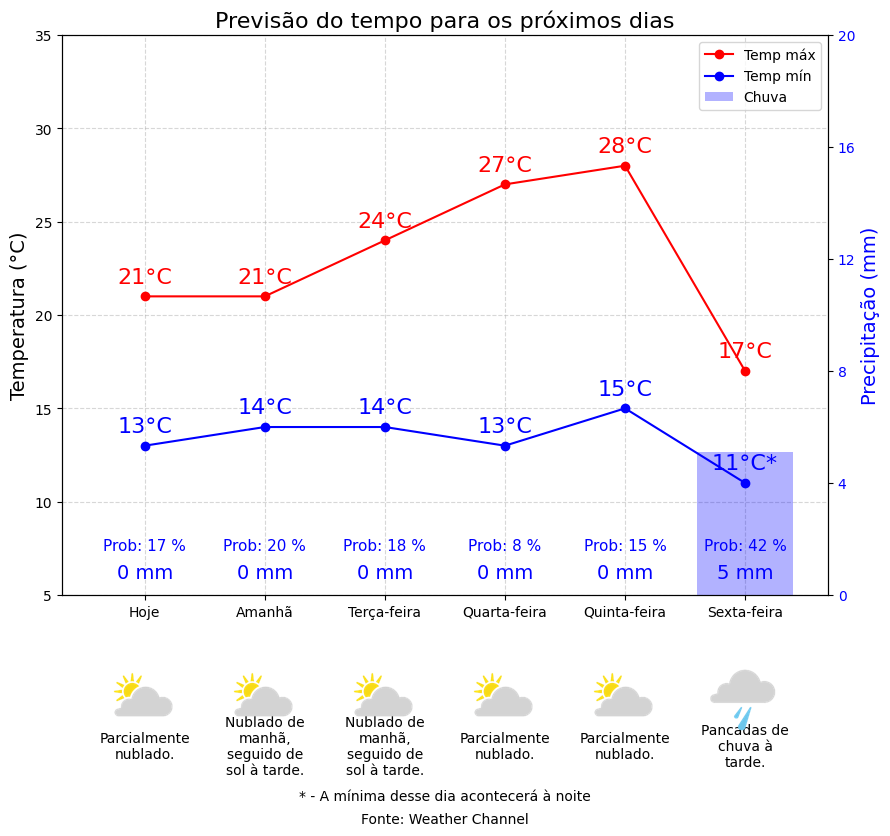 Previsão do tempo para os próximos dias
Temp máx
Temp mín
Chuva
Temperatura (°C)
35
30
25
20
15
10
5
Precipitação (mm)
20
16
12
8
4
0
21°C
21°C
24°C
27°C
28°C
17°C
13°C
14°C
14°C
13°C
15°C
11°C*
Prob: 17 %
Prob: 20 %
Prob: 18 %
Prob: 8 %
Prob: 15 %
Prob: 42 %
0 mm
0 mm
0 mm
0 mm
0 mm
5 mm
Hoje
Amanhã
Terça-feira
Quarta-feira
Quinta-feira
Sexta-feira
Parcialmente
nublado.
Nublado de
manhã,
seguido de
sol à tarde.
Nublado de
manhã,
seguido de
sol à tarde.
Parcialmente
nublado.
Parcialmente
nublado.
Pancadas de
chuva à
tarde.
* - A mínima desse dia acontecerá à noite
Fonte: Weather Channel